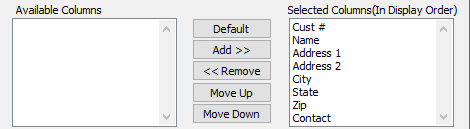 Available Columns
Selected Columns(In Display Order)
Default
Add >>
<< Remove
Move Up
Move Down
Cust #
Name
Address 1
Address 2
City
State
Zip
Contact